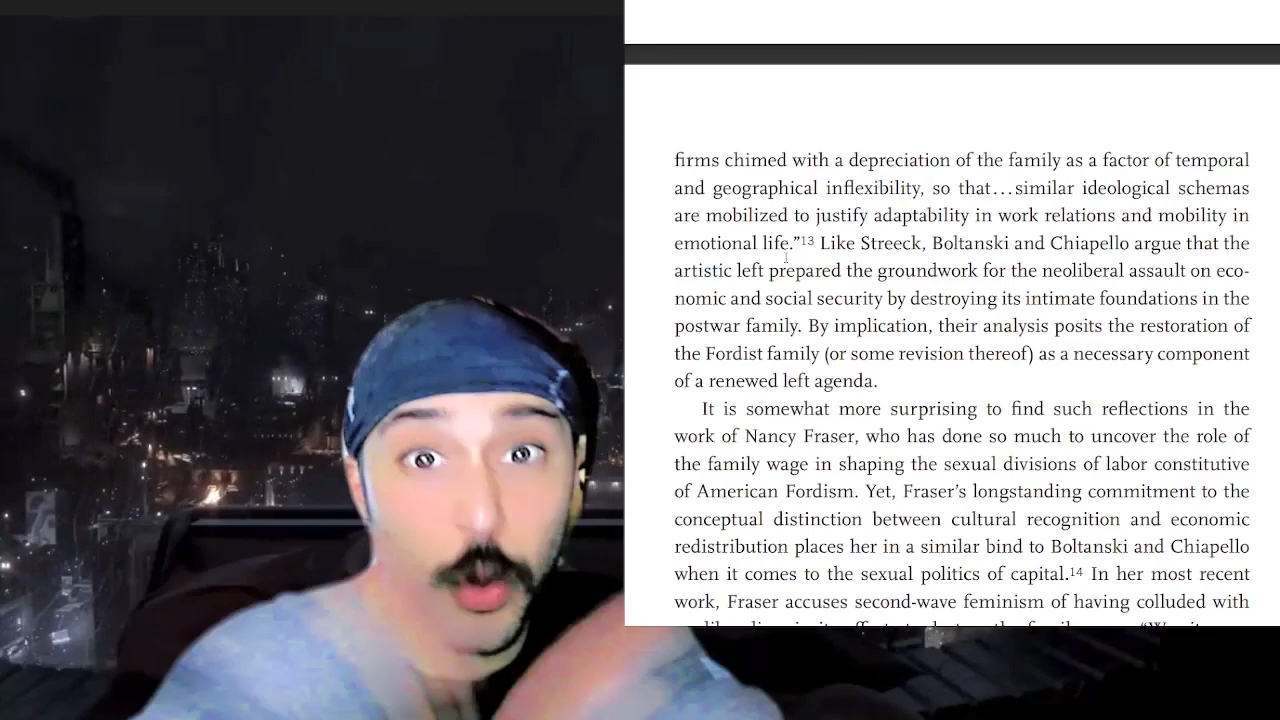 firms chimed with a depreciation of the family as a factor of temporal
and geographical inflexibility, so that…similar ideological schemas
are mobilized to justify adaptability in work relations and mobility in
emotional life.”13 Like Streeck, Boltanski and Chiapello argue that the
artistic left prepared the groundwork for the neoliberal assault on eco-
nomic and social security by destroying its intimate foundations in the
postwar family. By implication, their analysis posits the restoration of
the Fordist family (or some revision thereof) as a necessary component
of a renewed left agenda.
It is somewhat more surprising to find such reflections in the
work of Nancy Fraser, who has done so much to uncover the role of
the family wage in shaping the sexual divisions of labor constitutive
of American Fordism. Yet, Fraser’s longstanding commitment to the
conceptual distinction between cultural recognition and economic
redistribution places her in a similar bind to Boltanski and Chiapello
when it comes to the sexual politics of capital.14 In her most recent
work, Fraser accuses second-wave feminism of having colluded with